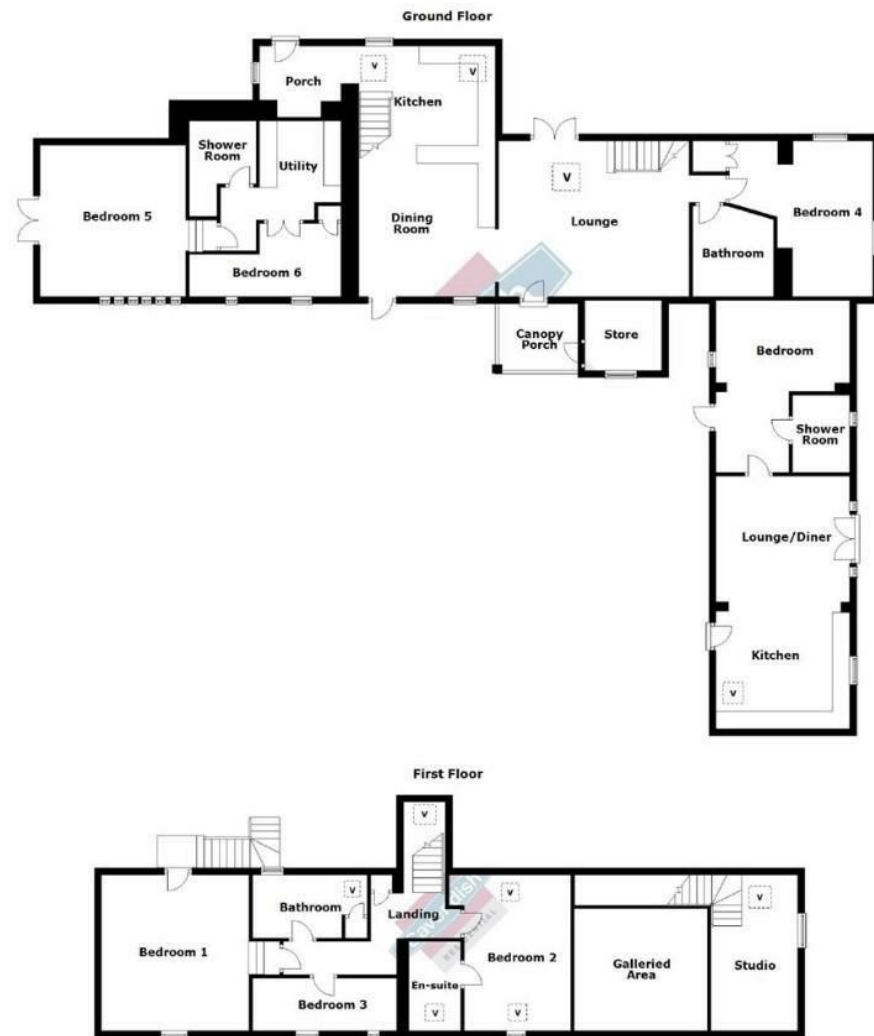 Ground Floor
Porch
V
V
Kitchen
Shower
Room
Utility
V
Bedroom 5
Dining
Room
Lounge
Bedroom 4
Bathroom
Bedroom 6
Canopy
Porch
Store
Bedroom
Shower
Room
Lounge/Diner
Kitchen
V
First Floor
V
V
V
V
Bathroom
Landing
Cavendish
RESIDENTIAL
Bedroom 1
Bedroom 2
Galleried
Area
Studio
En-suite
Bedroom 3
V
V